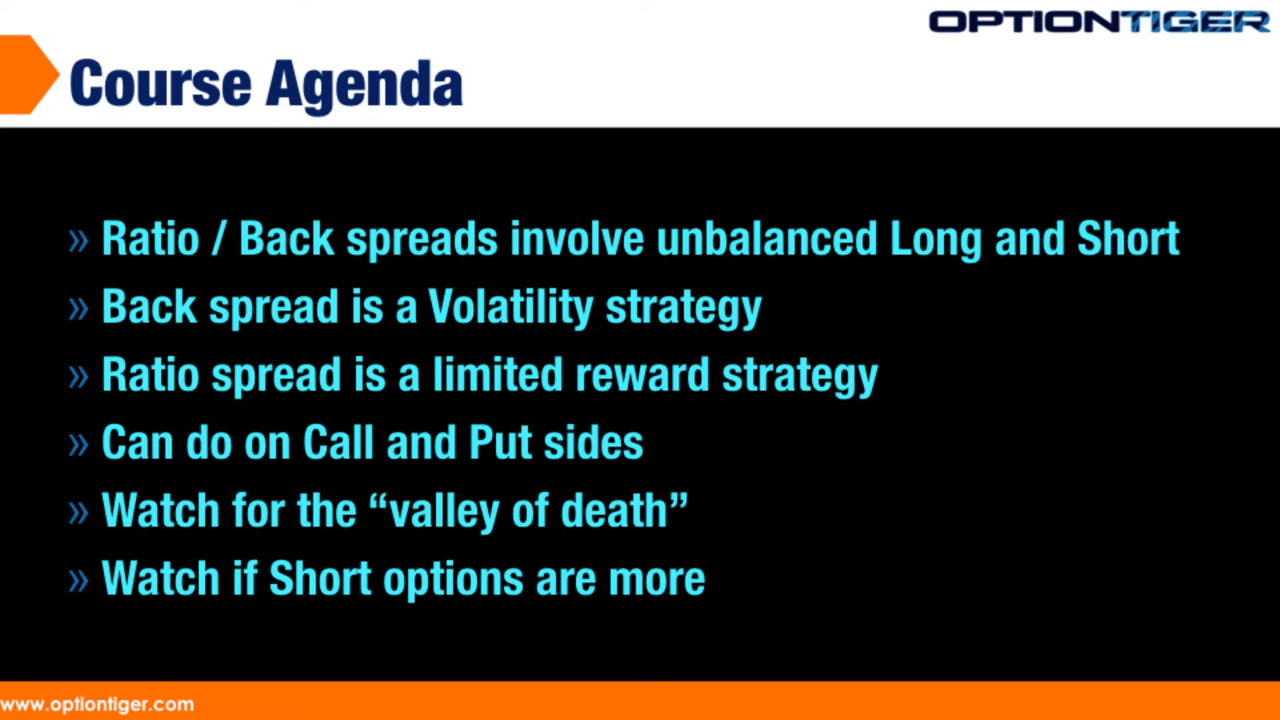 OPTIONTIGER
Course Agenda
» Ratio / Back spreads involve unbalanced Long and Short
» Back spread is a Volatility strategy
» Ratio spread is a limited reward strategy
» Can do on Call and Put sides
» Watch for the “valley of death”
» Watch if Short options are more
www.optiontiger.com